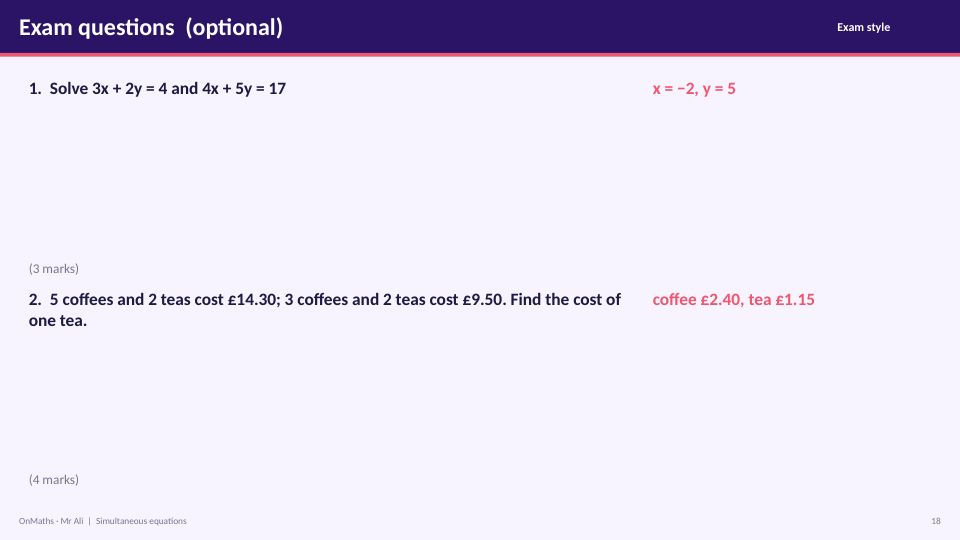 Exam questions  (optional)
Exam style
1.  Solve 3x + 2y = 4 and 4x + 5y = 17
x = −2, y = 5
(3 marks)
2.  5 coffees and 2 teas cost £14.30; 3 coffees and 2 teas cost £9.50. Find the cost of
one tea.
coffee £2.40, tea £1.15
(4 marks)
OnMaths - Mr Ali  |  Simultaneous equations
18